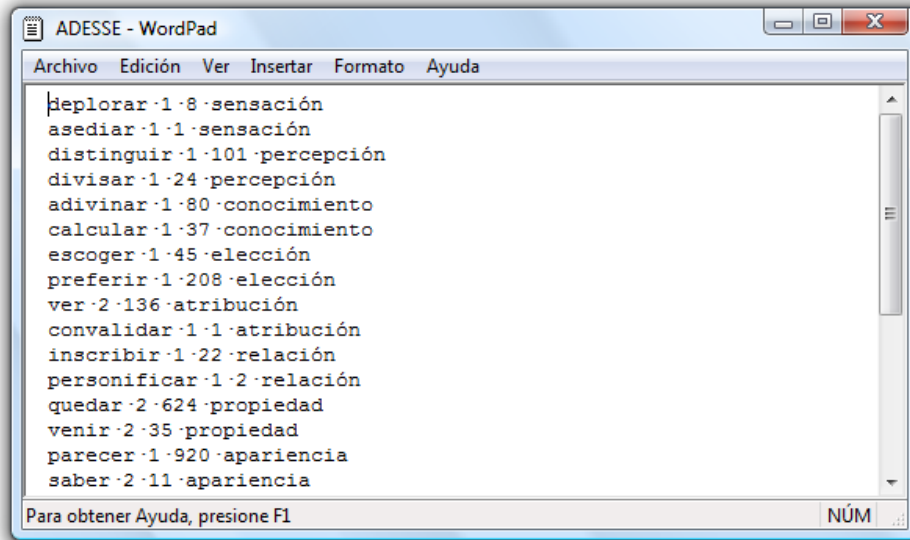 ADESSE - WordPad
Archivo Edición Ver Insertar Formato Ayuda
deplorar·1·8·sensación
asediar·1·1·sensación
distinguir·1·101·percepción
divisar·1·24·percepción
adivinar·1·80·conocimiento
calcular·1·37·conocimiento
escoger·1·45·elección
preferir·1·208·elección
ver·2·136·atribución
convalidar·1·1·atribución
inscribir·1·22·relación
personificar·1·2·relación
quedar·2·624·propiedad
venir·2·35·propiedad
parecer·1·920·apariencia
saber·2·11·apariencia
Para obtener Ayuda, presione F1 NÚM